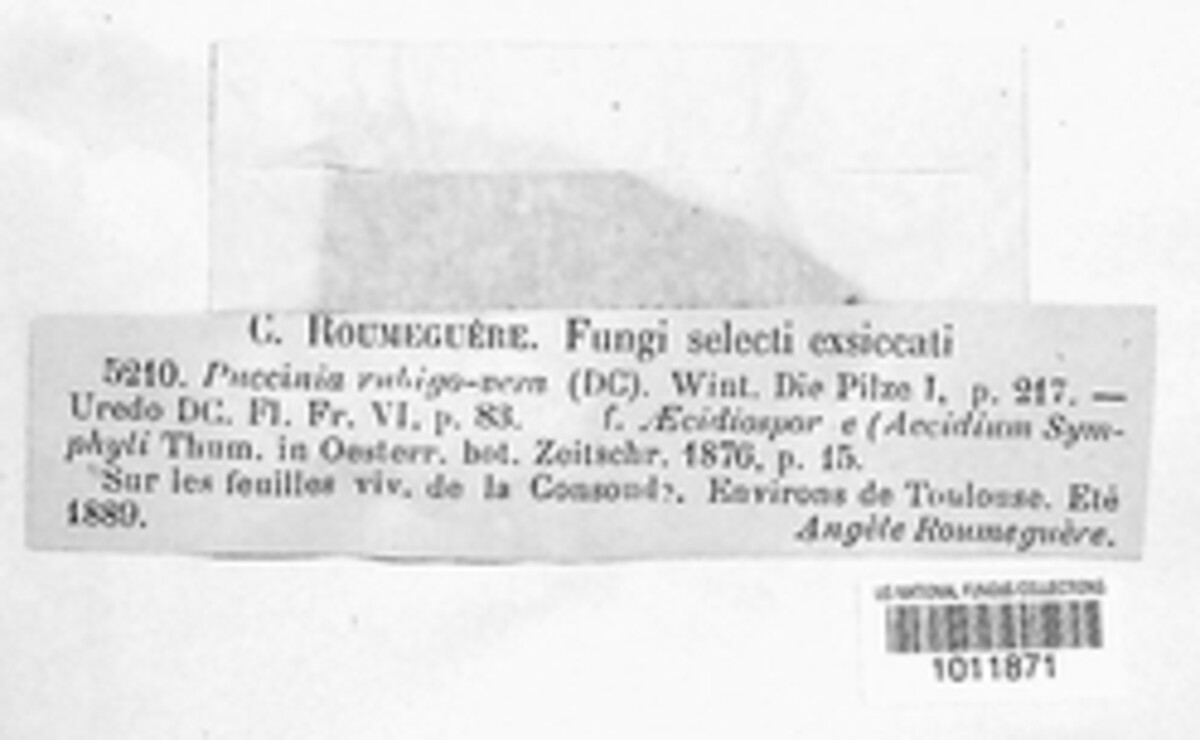 C. ROUMEGUÈRE. Fungi selecti exsiccati
5210. Puccinia rubigo-vera (DC). Wint. Die Pilze I, p. 217. —
Uredo DC. Fl. Fr. VI, p. 83. f. Æcidiospor e (Aecidium Sym-
phyli Thum. in Oesterr. bot. Zeitschr. 1876, p. 15.
Sur les feuilles viv. de la Consoude. Environs de Toulouse. Eté
1889. Angèle Roumeguère.
US NATIONAL FUNGUS COLLECTIONS
1011871